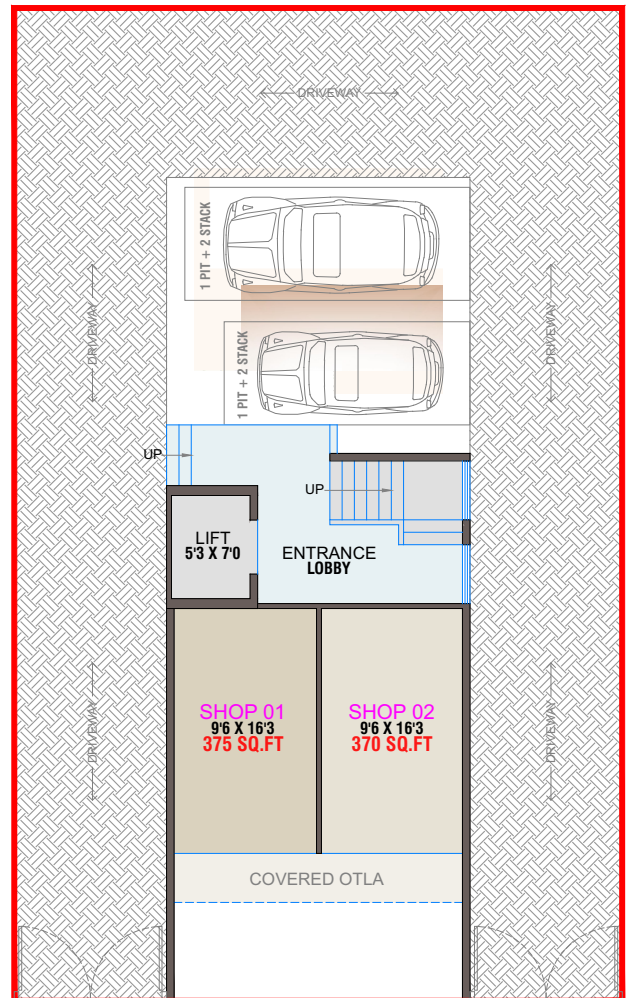 DRIVEWAY
1 PIT + 2 STACK
DRIVEWAY
DRIVEWAY
1 PIT + 2 STACK
UP
UP
LIFT
5'3 X 7'0
ENTRANCE
LOBBY
SHOP 01
9'6 X 16'3
375 SQ.FT
SHOP 02
9'6 X 16'3
370 SQ.FT
DRIVEWAY
DRIVEWAY
COVERED OTLA